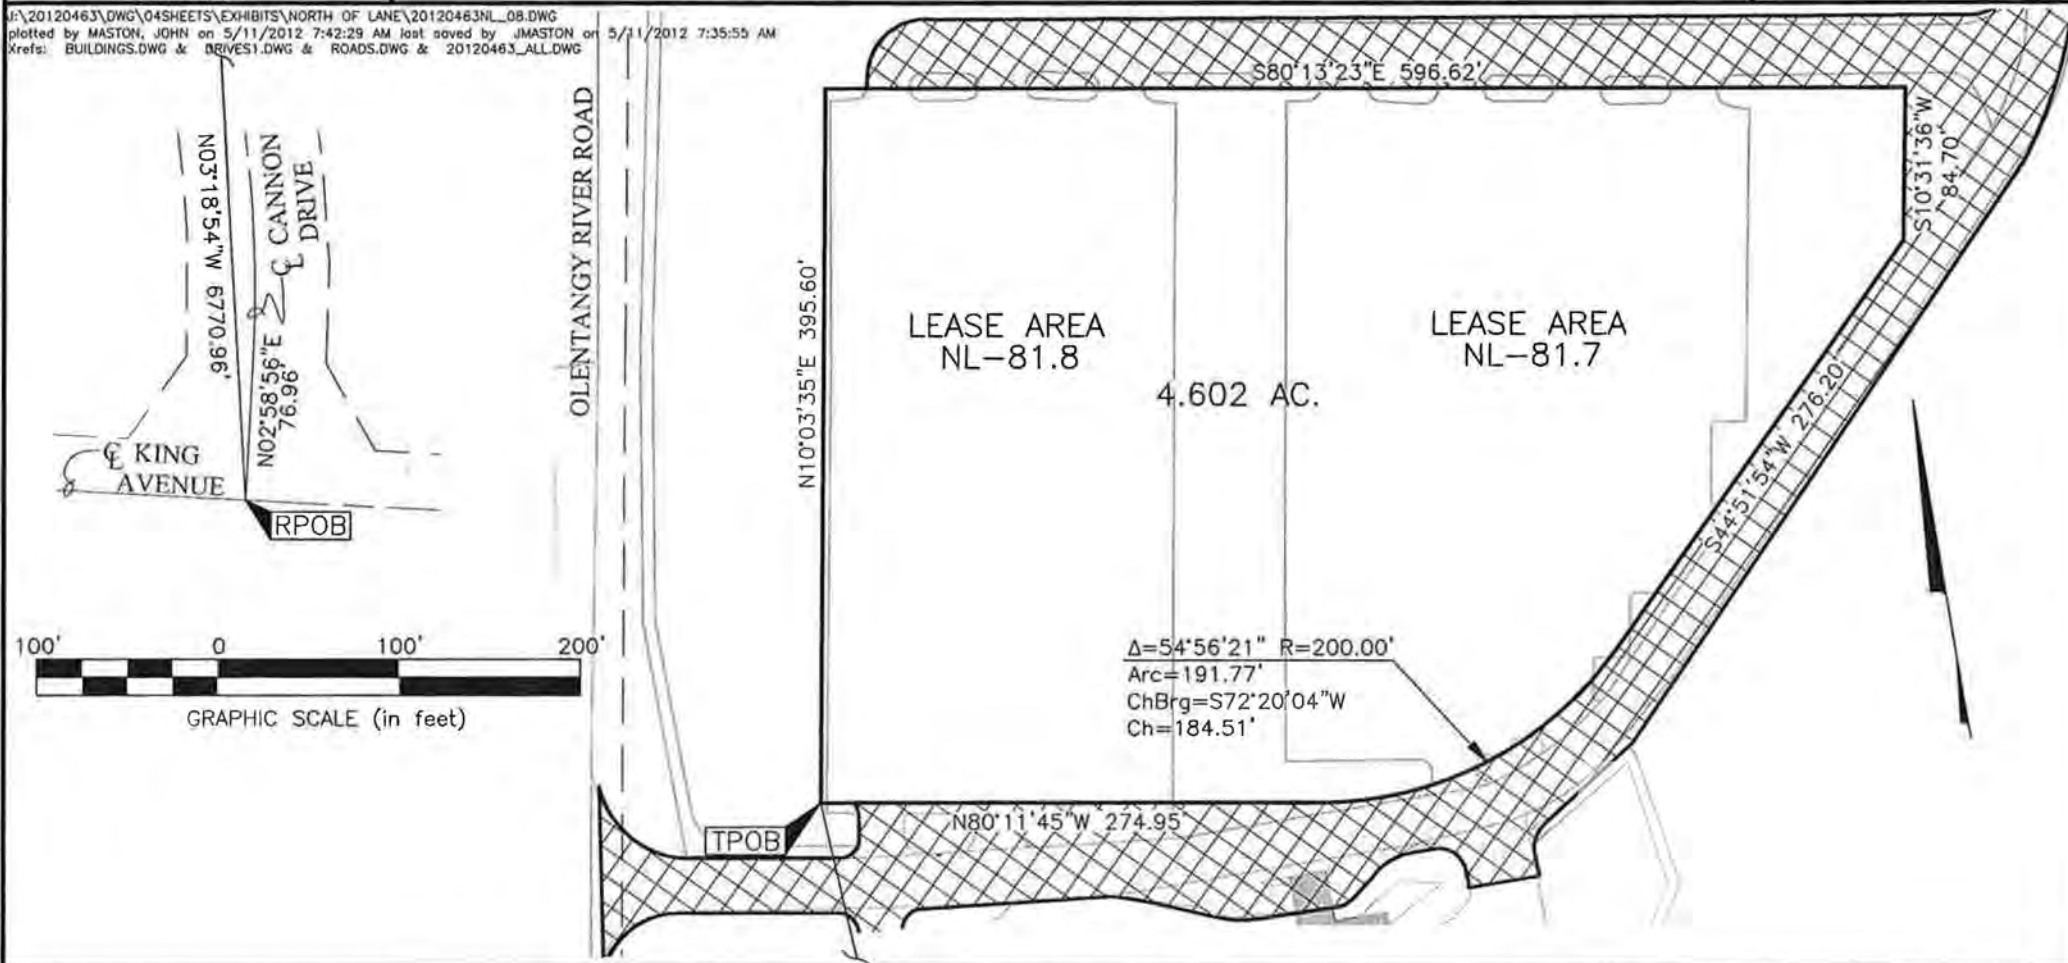 J:\20120463\DWG\04SHEETS\EXHIBITS\NORTH OF LANE\20120463NL_08.DWG
plotted by MASTON, JOHN on 5/11/2012 7:42:29 AM last saved by JMASTON on 5/11/2012 7:35:55 AM
Xrefs: BUILDINGS.DWG & DRIVES1.DWG & ROADS.DWG & 20120463_ALL.DWG
N03°18'54"W 6770.96'
N02°58'56"E
76.96'
℄ CANNON
DRIVE
℄ KING
AVENUE
RPOB
100' 0 100' 200'
GRAPHIC SCALE (in feet)
OLENTANGY RIVER ROAD
N10°03'35"E 395.60'
S80°13'23"E 596.62'
S10°31'36"W
84.70'
LEASE AREA
NL-81.8
LEASE AREA
NL-81.7
4.602 AC.
S44°51'54"W 276.20'
Δ=54°56'21" R=200.00'
Arc=191.77'
ChBrg=S72°20'04"W
Ch=184.51'
TPOB
N80°11'45"W 274.95'